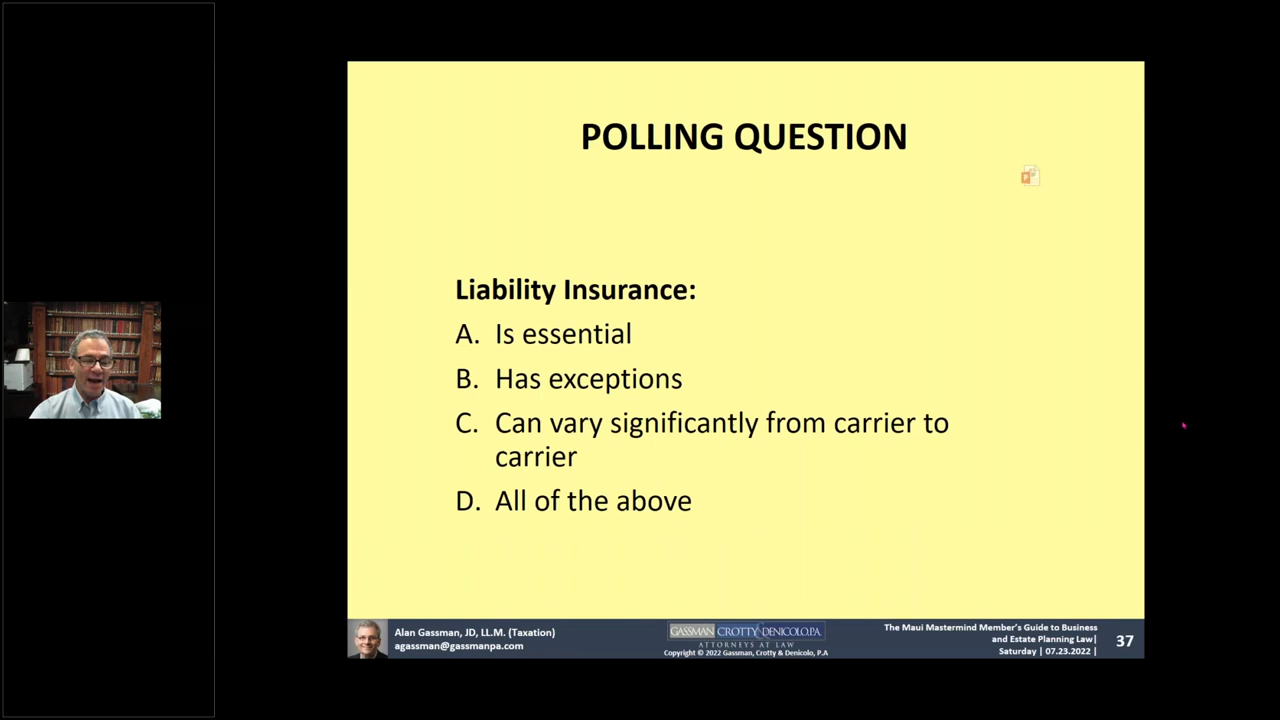 POLLING QUESTION
Liability Insurance:
A. Is essential
B. Has exceptions
C. Can vary significantly from carrier to
carrier
D. All of the above
Alan Gassman, JD, LL.M. (Taxation)
agassman@gassmanpa.com
GASSMAN CROTTY DENICOLO, P.A.
ATTORNEYS AT LAW
Copyright © 2022 Gassman, Crotty & Denicolo, P.A
The Maui Mastermind Member's Guide to Business
and Estate Planning Law|
Saturday | 07.23.2022 |
37